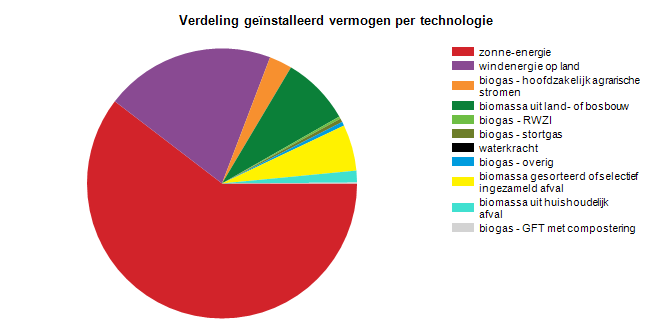 Verdeling geïnstalleerd vermogen per technologie
zonne-energie
windenergie op land
biogas - hoofdzakelijk agrarische
stromen
biomassa uit land- of bosbouw
biogas - RWZI
biogas - stortgas
waterkracht
biogas - overig
biomassa gesorteerd of selectief
ingezameld afval
biomassa uit huishoudelijk
afval
biogas - GFT met compostering